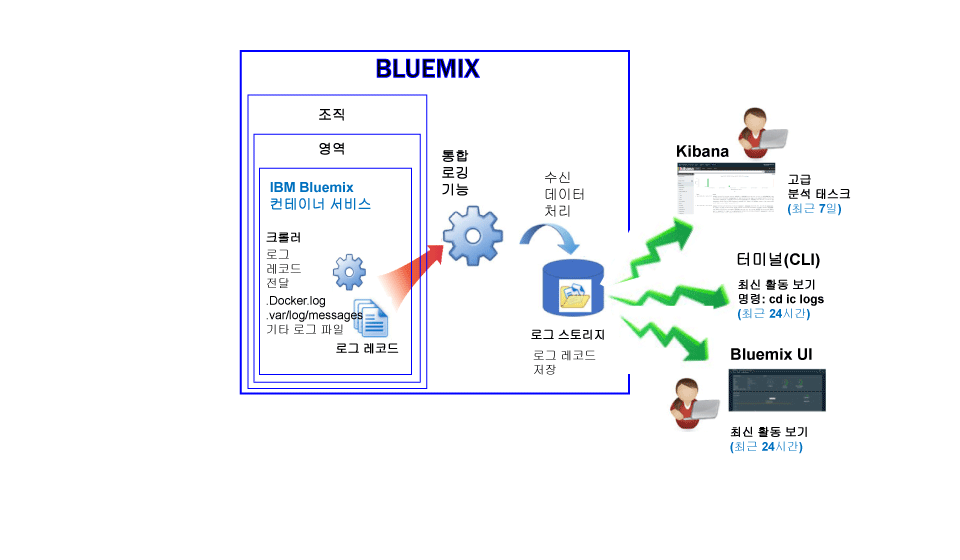 BLUEMIX
조직
영역
IBM Bluemix
컨테이너 서비스
크롤러
로그
레코드
전달
.Docker.log
.var/log/messages
기타 로그 파일
로그 레코드
통합
로깅
기능
수신
데이터
처리
로그 스토리지
로그 레코드
저장
Kibana
고급
분석 태스크
(최근 7일)
터미널(CLI)
최신 활동 보기
명령: cd ic logs
(최근 24시간)
Bluemix UI
최신 활동 보기
(최근 24시간)